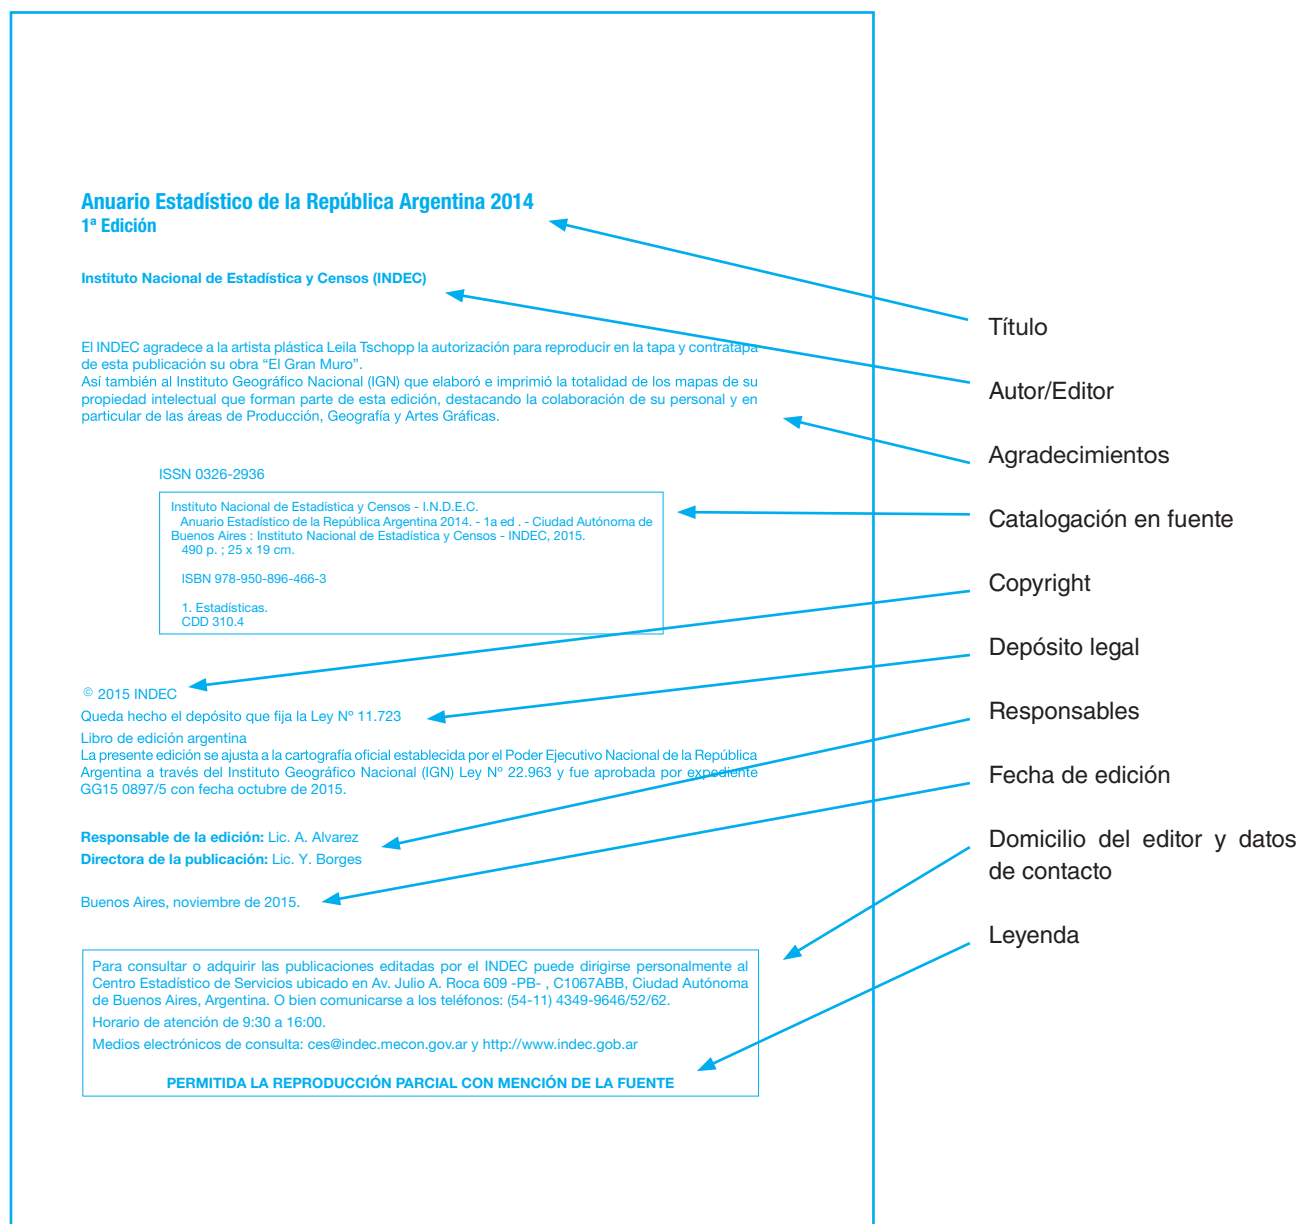 Anuario Estadístico de la República Argentina 2014
1ª Edición
Instituto Nacional de Estadística y Censos (INDEC)
El INDEC agradece a la artista plástica Leila Tschopp la autorización para reproducir en la tapa y contratapa
de esta publicación su obra “El Gran Muro”.
Así también al Instituto Geográfico Nacional (IGN) que elaboró e imprimió la totalidad de los mapas de su
propiedad intelectual que forman parte de esta edición, destacando la colaboración de su personal y en
particular de las áreas de Producción, Geografía y Artes Gráficas.
ISSN 0326-2936
Instituto Nacional de Estadística y Censos - I.N.D.E.C.
Anuario Estadístico de la República Argentina 2014. - 1a ed . - Ciudad Autónoma de
Buenos Aires : Instituto Nacional de Estadística y Censos - INDEC, 2015.
490 p. ; 25 x 19 cm.
ISBN 978-950-896-466-3
1. Estadísticas.
CDD 310.4
© 2015 INDEC
Queda hecho el depósito que fija la Ley Nº 11.723
Libro de edición argentina
La presente edición se ajusta a la cartografía oficial establecida por el Poder Ejecutivo Nacional de la República
Argentina a través del Instituto Geográfico Nacional (IGN) Ley Nº 22.963 y fue aprobada por expediente
GG15 0897/5 con fecha octubre de 2015.
Responsable de la edición: Lic. A. Alvarez
Directora de la publicación: Lic. Y. Borges
Buenos Aires, noviembre de 2015.
Para consultar o adquirir las publicaciones editadas por el INDEC puede dirigirse personalmente al
Centro Estadístico de Servicios ubicado en Av. Julio A. Roca 609 -PB- , C1067ABB, Ciudad Autónoma
de Buenos Aires, Argentina. O bien comunicarse a los teléfonos: (54-11) 4349-9646/52/62.
Horario de atención de 9:30 a 16:00.
Medios electrónicos de consulta: ces@indec.mecon.gov.ar y http://www.indec.gob.ar
PERMITIDA LA REPRODUCCIÓN PARCIAL CON MENCIÓN DE LA FUENTE
Título
Autor/Editor
Agradecimientos
Catalogación en fuente
Copyright
Depósito legal
Responsables
Fecha de edición
Domicilio del editor y datos
de contacto
Leyenda